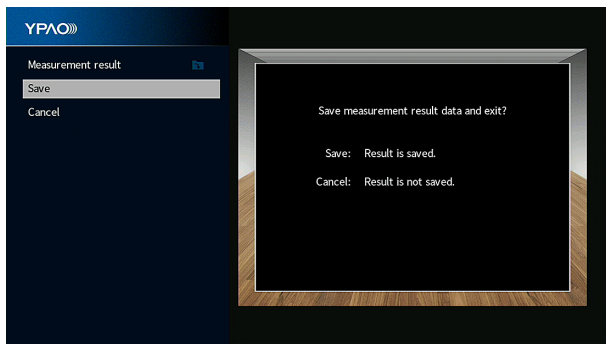 YPAO
Measurement result
Save
Cancel
Save measurement result data and exit?
Save: Result is saved.
Cancel: Result is not saved.